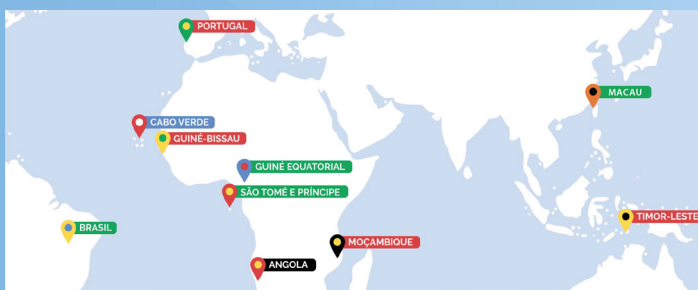 PORTUGAL
MACAU
CABO VERDE
GUINÉ-BISSAU
GUINÉ EQUATORIAL
SÃO TOMÉ E PRÍNCIPE
TIMOR-LESTE
BRASIL
MOÇAMBIQUE
ANGOLA